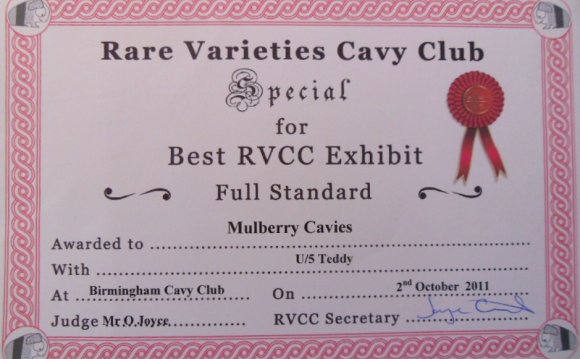 Rare Varieties Cavy Club
Special
for
Best RVCC Exhibit
Full Standard
Mulberry Cavies
Awarded to
U/5 Teddy
With
At Birmingham Cavy Club On 2nd October 2011
Judge Mr O.Joyce RVCC Secretary